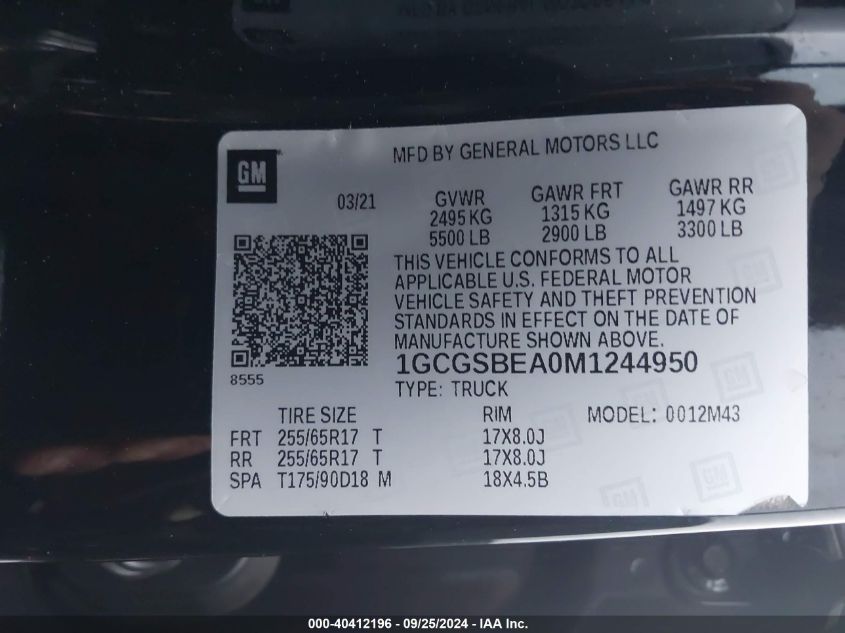 GM
MFD BY GENERAL MOTORS LLC
03/21
GVWR GAWR FRT GAWR RR
2495 KG 1315 KG 1497 KG
5500 LB 2900 LB 3300 LB
THIS VEHICLE CONFORMS TO ALL
APPLICABLE U.S. FEDERAL MOTOR
VEHICLE SAFETY AND THEFT PREVENTION
STANDARDS IN EFFECT ON THE DATE OF
MANUFACTURE SHOWN ABOVE.
8555
1GCGSBEA0M1244950
TYPE: TRUCK
TIRE SIZE RIM MODEL: 0012M43
FRT 255/65R17 T 17X8.0J
RR 255/65R17 T 17X8.0J
SPA T175/90D18 M 18X4.5B
GM
GM
GM
000-40412196 - 09/25/2024 - IAA Inc.